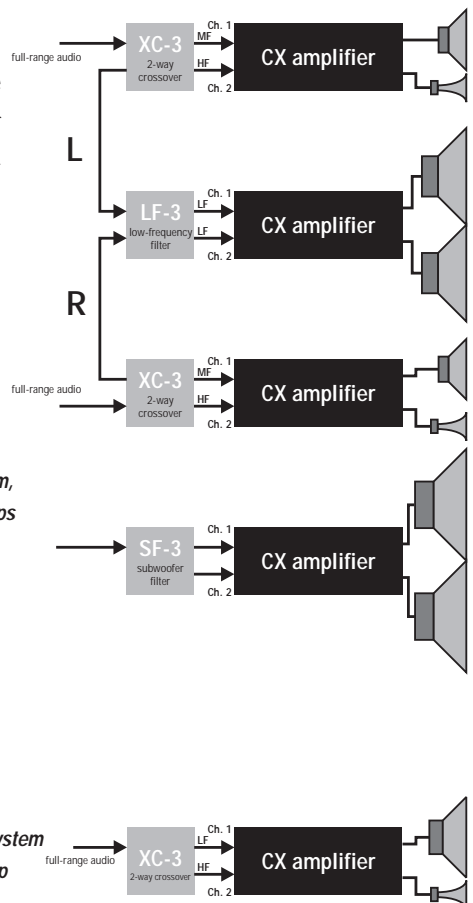 Ch. 1
XC-3
MF
CX amplifier
full-range audio
2-way
crossover
HF
Ch. 2
L
Ch. 1
LF-3
LF
CX amplifier
low-frequency
filter
LF
Ch. 2
R
Ch. 1
full-range audio
XC-3
MF
CX amplifier
2-way
crossover
HF
Ch. 2
Ch. 1
SF-3
CX amplifier
subwoofer
filter
Ch. 2
Ch. 1
LF
full-range audio
XC-3
CX amplifier
2-way crossover
HF
Ch. 2